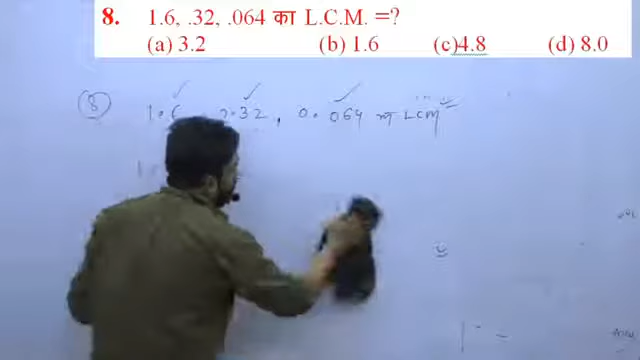 8. 1.6, .32, .064 का L.C.M. =?
(a) 3.2 (b) 1.6 (c) 4.8 (d) 8.0
8 1.6 .32, 0.064 का LCM